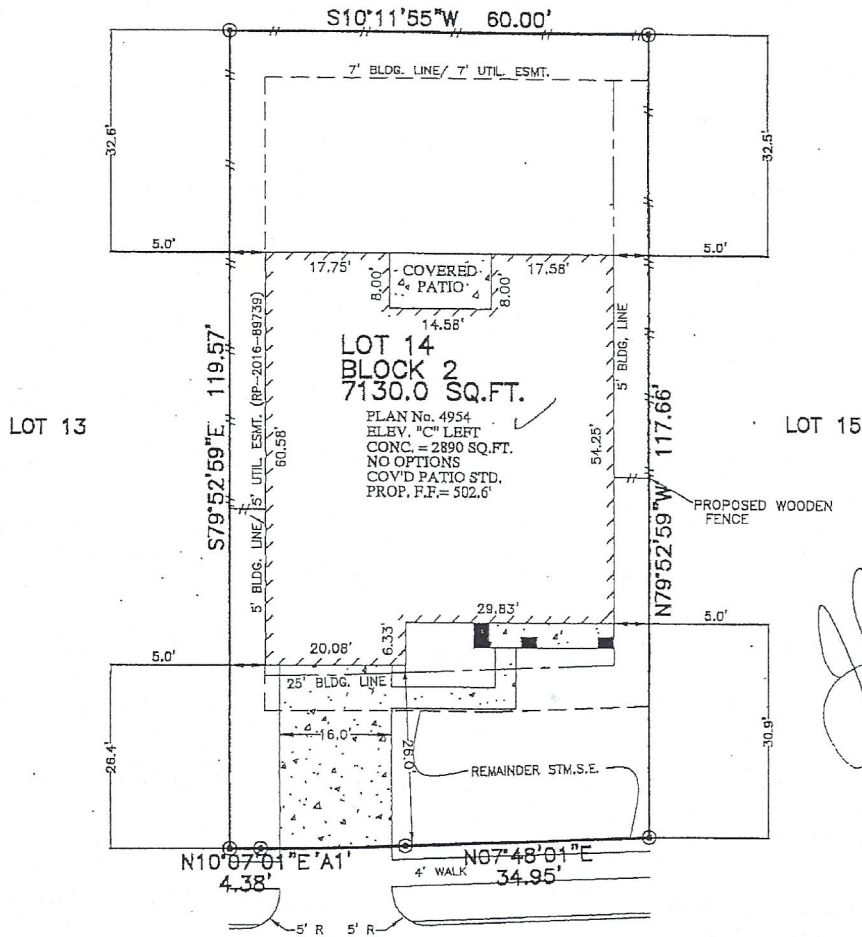 S10°11'55"W 60.00'
7' BLDG. LINE/ 7' UTIL. ESMT.
32.6'
32.5'
5.0'
5.0'
17.75'
8.00'
COVERED
PATIO
8.00'
17.58'
14.58'
LOT 14
BLOCK 2
7130.0 SQ.FT.
PLAN No. 4954
ELEV. "C" LEFT
CONC. = 2890 SQ.FT.
NO OPTIONS
COV'D PATIO STD.
PROP. F.F.= 502.6'
LOT 13
S79°52'59"E 119.57'
5' BLDG. LINE/ 5' UTIL. ESMT. (RP-2016-89739)
60.58'
54.25'
5' BLDG. LINE
N79°52'59"W 117.66'
LOT 15
PROPOSED WOODEN
FENCE
29.83'
5.0'
20.08'
6.33'
5.0'
25' BLDG. LINE
16.0'
26.0'
26.4'
30.9'
REMAINDER STM.S.E.
N10°07'01"E 'A1'
4.38'
N07°48'01"E
34.95'
4' WALK
5' R 5' R